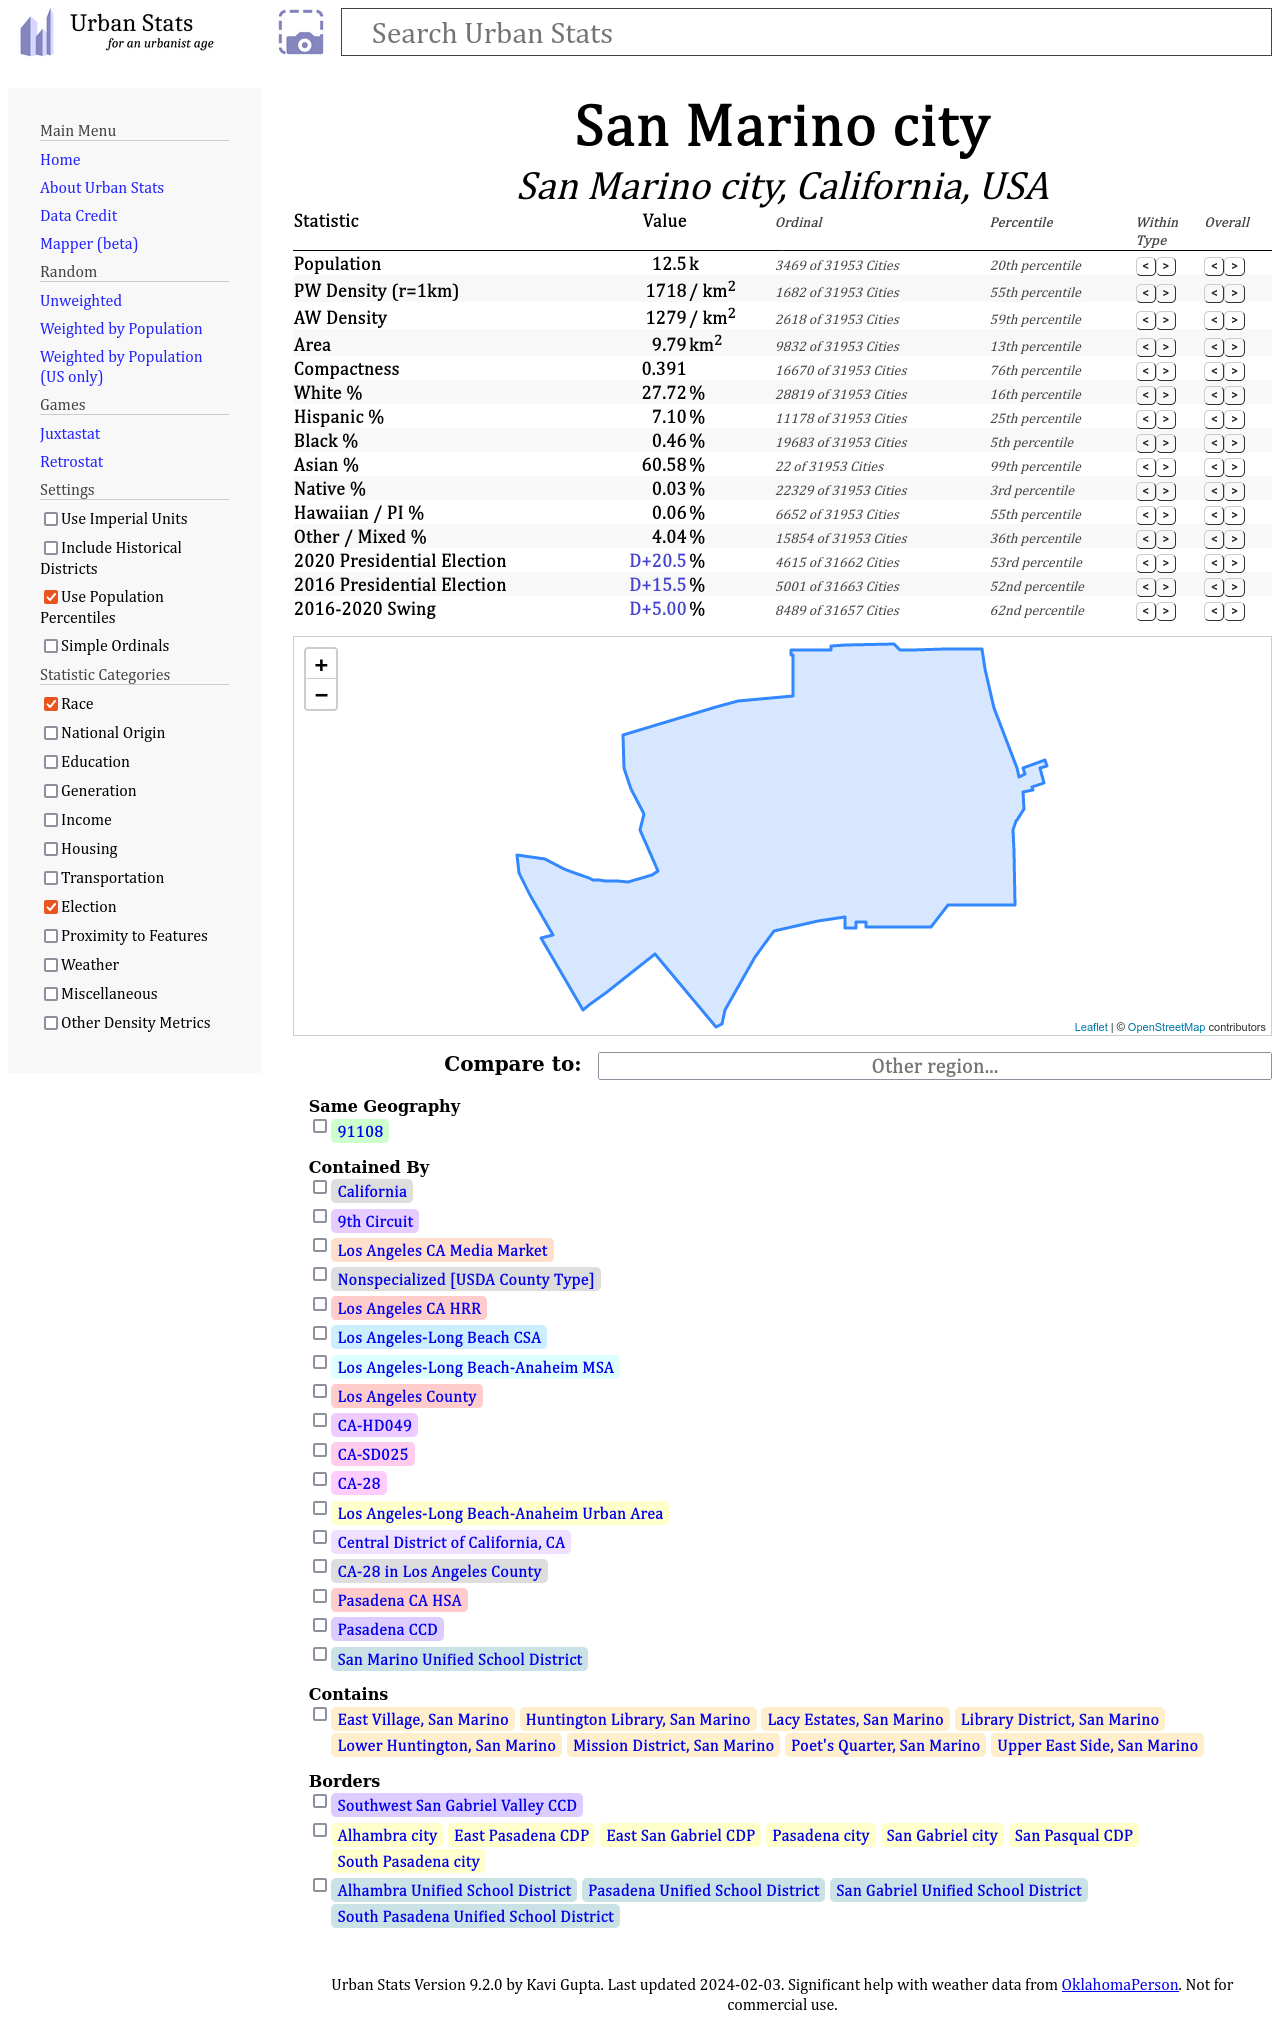 Urban Stats
for an urbanist age
Search Urban Stats
Main Menu
Home
About Urban Stats
Data Credit
Mapper (beta)
Random
Unweighted
Weighted by Population
Weighted by Population
(US only)
Games
Juxtastat
Retrostat
Settings
Use Imperial Units
Include Historical
Districts
Use Population
Percentiles
Simple Ordinals
Statistic Categories
Race
National Origin
Education
Generation
Income
Housing
Transportation
Election
Proximity to Features
Weather
Miscellaneous
Other Density Metrics
San Marino city
San Marino city, California, USA
Statistic Value Ordinal Percentile Within Type Overall
Population 12.5 k 3469 of 31953 Cities 20th percentile < > < >
PW Density (r=1km) 1718 / km² 1682 of 31953 Cities 55th percentile < > < >
AW Density 1279 / km² 2618 of 31953 Cities 59th percentile < > < >
Area 9.79 km² 9832 of 31953 Cities 13th percentile < > < >
Compactness 0.391 16670 of 31953 Cities 76th percentile < > < >
White % 27.72 % 28819 of 31953 Cities 16th percentile < > < >
Hispanic % 7.10 % 11178 of 31953 Cities 25th percentile < > < >
Black % 0.46 % 19683 of 31953 Cities 5th percentile < > < >
Asian % 60.58 % 22 of 31953 Cities 99th percentile < > < >
Native % 0.03 % 22329 of 31953 Cities 3rd percentile < > < >
Hawaiian / PI % 0.06 % 6652 of 31953 Cities 55th percentile < > < >
Other / Mixed % 4.04 % 15854 of 31953 Cities 36th percentile < > < >
2020 Presidential Election D+20.5 % 4615 of 31662 Cities 53rd percentile < > < >
2016 Presidential Election D+15.5 % 5001 of 31663 Cities 52nd percentile < > < >
2016-2020 Swing D+5.00 % 8489 of 31657 Cities 62nd percentile < > < >
+
−
Leaflet | © OpenStreetMap contributors
Compare to: Other region...
Same Geography
91108
Contained By
California
9th Circuit
Los Angeles CA Media Market
Nonspecialized [USDA County Type]
Los Angeles CA HRR
Los Angeles-Long Beach CSA
Los Angeles-Long Beach-Anaheim MSA
Los Angeles County
CA-HD049
CA-SD025
CA-28
Los Angeles-Long Beach-Anaheim Urban Area
Central District of California, CA
CA-28 in Los Angeles County
Pasadena CA HSA
Pasadena CCD
San Marino Unified School District
Contains
East Village, San Marino Huntington Library, San Marino Lacy Estates, San Marino Library District, San Marino
Lower Huntington, San Marino Mission District, San Marino Poet's Quarter, San Marino Upper East Side, San Marino
Borders
Southwest San Gabriel Valley CCD
Alhambra city East Pasadena CDP East San Gabriel CDP Pasadena city San Gabriel city San Pasqual CDP
South Pasadena city
Alhambra Unified School District Pasadena Unified School District San Gabriel Unified School District
South Pasadena Unified School District
Urban Stats Version 9.2.0 by Kavi Gupta. Last updated 2024-02-03. Significant help with weather data from OklahomaPerson. Not for
commercial use.